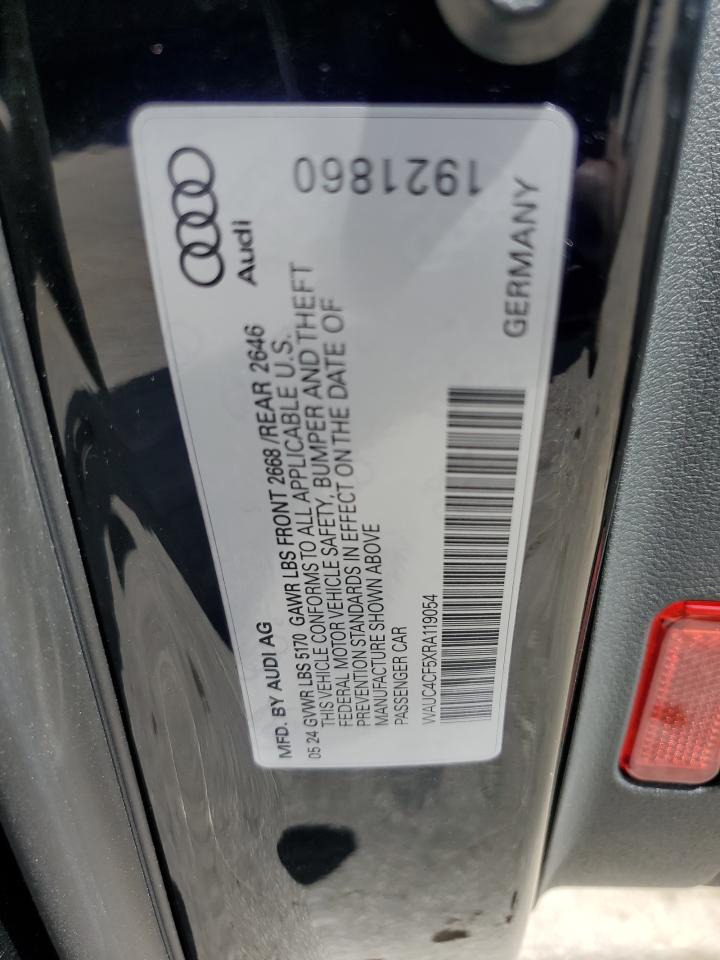 Audi
1921860
GERMANY
MFD. BY AUDI AG
05 24 GVWR LBS 5170 GAWR LBS FRONT 2668 /REAR 2646
THIS VEHICLE CONFORMS TO ALL APPLICABLE U.S.
FEDERAL MOTOR VEHICLE SAFETY, BUMPER AND THEFT
PREVENTION STANDARDS IN EFFECT ON THE DATE OF
MANUFACTURE SHOWN ABOVE
PASSENGER CAR
WAUC4CF5XRA119054